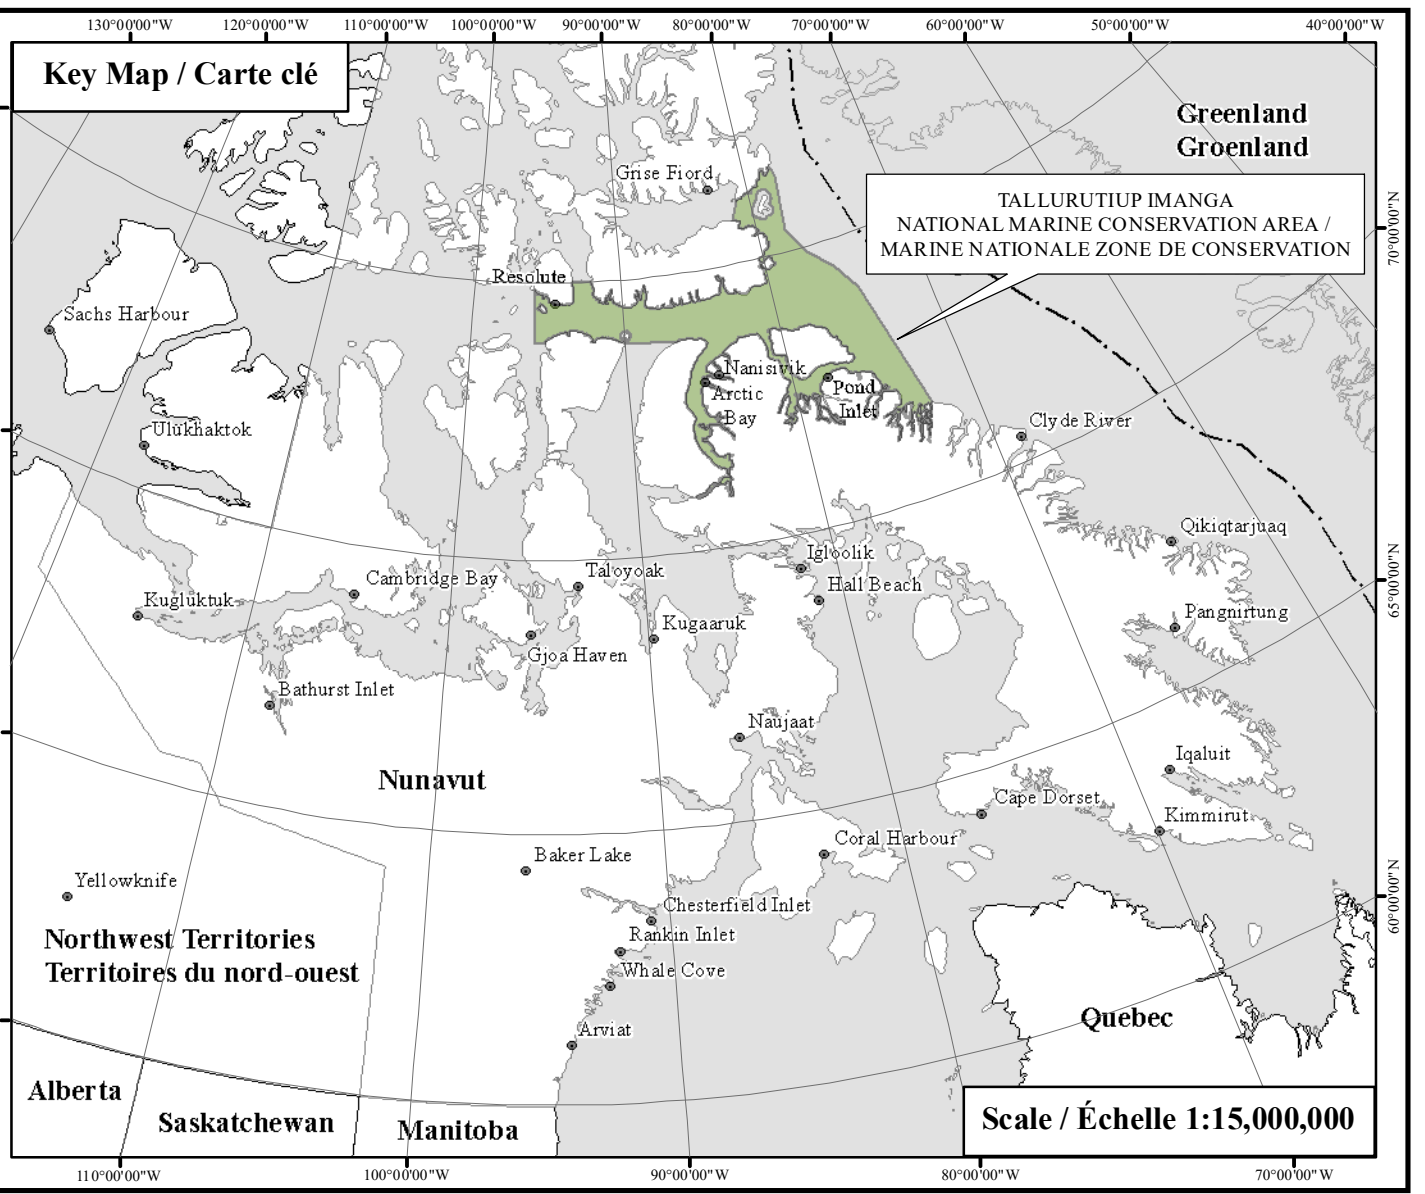 130°00'00"W
120°00'00"W
110°00'00"W
100°00'00"W
90°00'00"W
80°00'00"W
70°00'00"W
60°00'00"W
50°00'00"W
40°00'00"W
Key Map / Carte clé
Greenland
Groenland
Grise Fiord
TALLURUTIUP IMANGA
NATIONAL MARINE CONSERVATION AREA /
MARINE NATIONALE ZONE DE CONSERVATION
70°00'00"N
Resolute
Sachs Harbour
Nanisivik
Arctic
Bay
Pond
Inlet
Clyde River
Ulukhaktok
Qikiqtarjuaq
Igloolik
Hall Beach
Taloyoak
Cambridge Bay
Kugluktuk
Kugaaruk
Gjoa Haven
Pangnirtung
65°00'00"N
Bathurst Inlet
Naujaat
Nunavut
Iqaluit
Cape Dorset
Kimmirut
Coral Harbour
Baker Lake
Yellowknife
Chesterfield Inlet
60°00'00"N
Rankin Inlet
Northwest Territories
Territoires du nord-ouest
Whale Cove
Arviat
Quebec
Alberta
Saskatchewan
Manitoba
Scale / Échelle 1:15,000,000
110°00'00"W
100°00'00"W
90°00'00"W
80°00'00"W
70°00'00"W